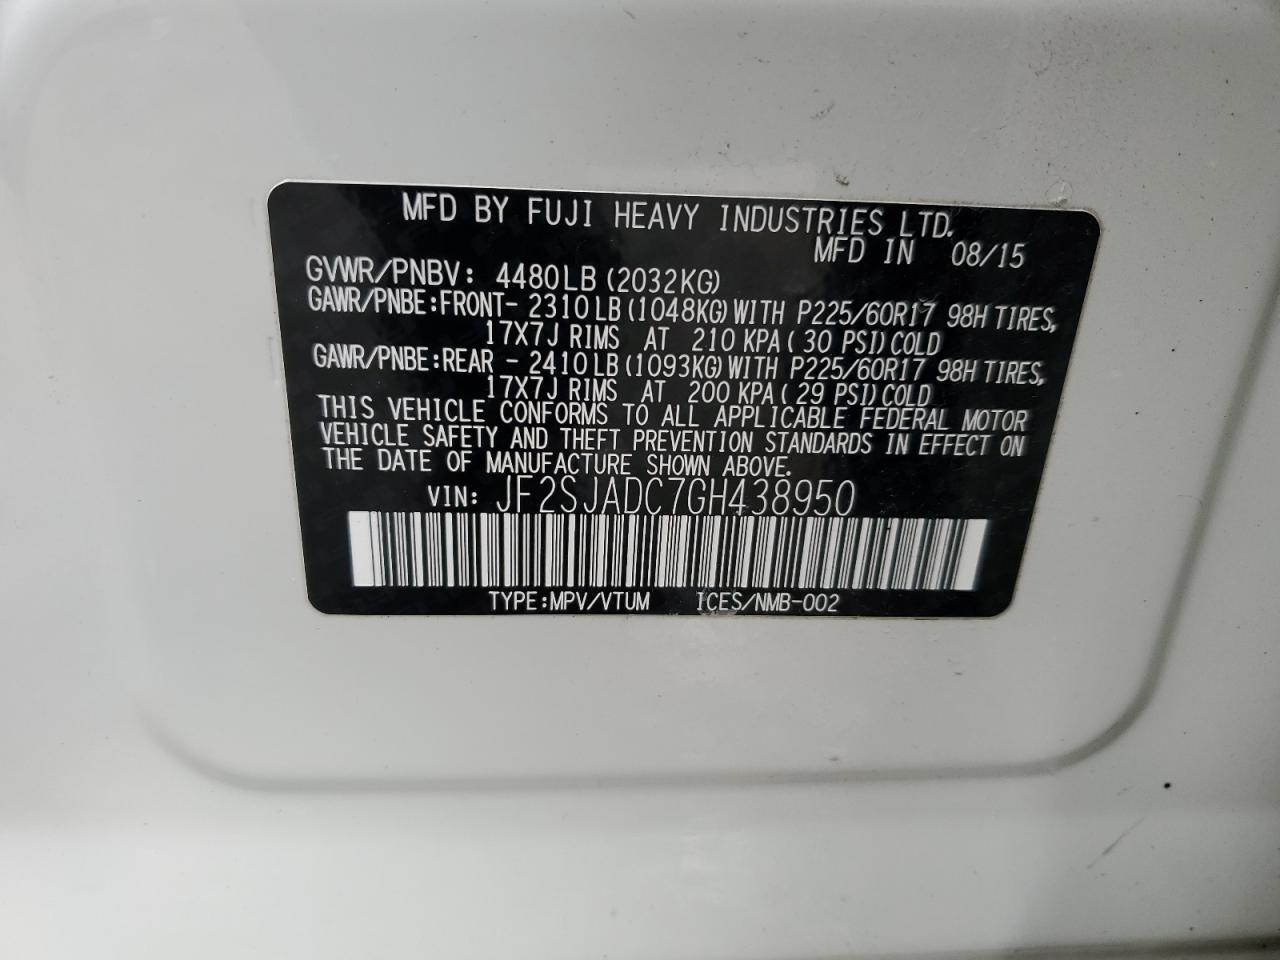 MFD BY FUJI HEAVY INDUSTRIES LTD.
MFD IN 08/15
GVWR/PNBV: 4480LB (2032KG)
GAWR/PNBE:FRONT- 2310LB (1048KG) WITH P225/60R17 98H TIRES,
17X7J RIMS AT 210 KPA( 30 PSI)COLD
GAWR/PNBE:REAR - 2410LB (1093KG) WITH P225/60R17 98H TIRES,
17X7J RIMS AT 200 KPA( 29 PSI)COLD
THIS VEHICLE CONFORMS TO ALL APPLICABLE FEDERAL MOTOR
VEHICLE SAFETY AND THEFT PREVENTION STANDARDS IN EFFECT ON
THE DATE OF MANUFACTURE SHOWN ABOVE.
VIN: JF2SJADC7GH438950
TYPE:MPV/VTUM ICES/NMB-002